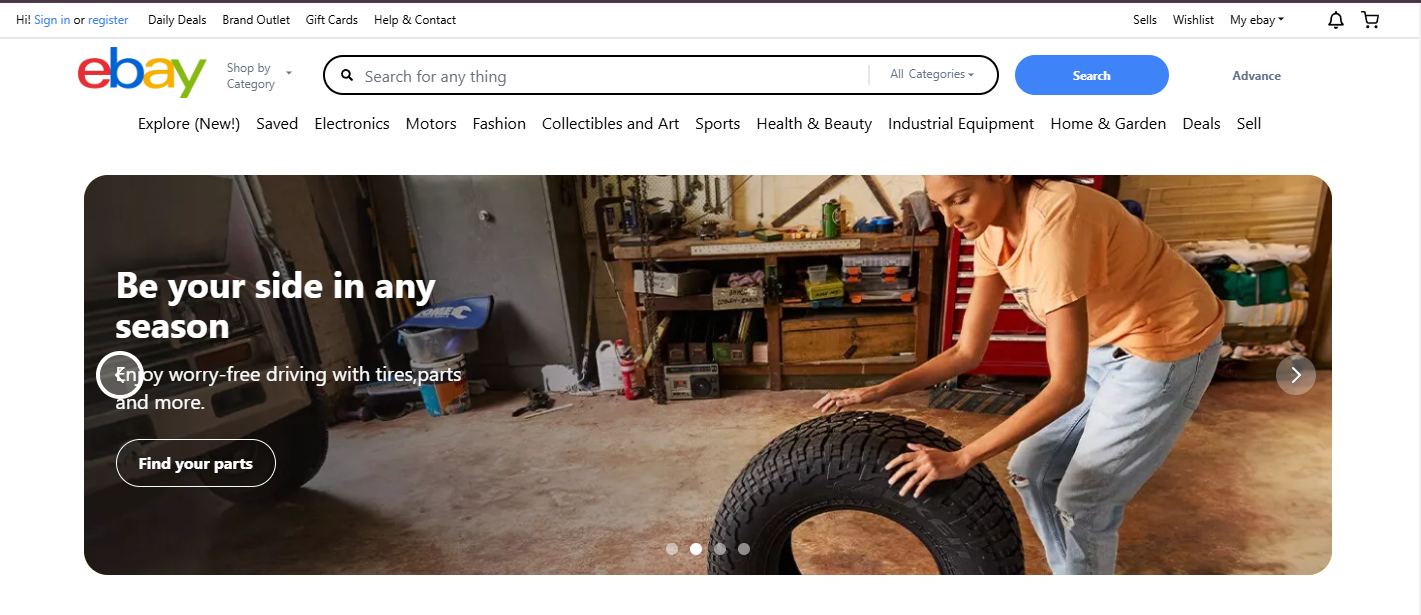 Hi! Sign in or register Daily Deals Brand Outlet Gift Cards Help & Contact Sells Wishlist My ebay
ebay
Shop by
Category
Search for any thing
All Categories
Search
Advance
Explore (New!) Saved Electronics Motors Fashion Collectibles and Art Sports Health & Beauty Industrial Equipment Home & Garden Deals Sell
Be your side in any
season
Enjoy worry-free driving with tires,parts
and more.
Find your parts